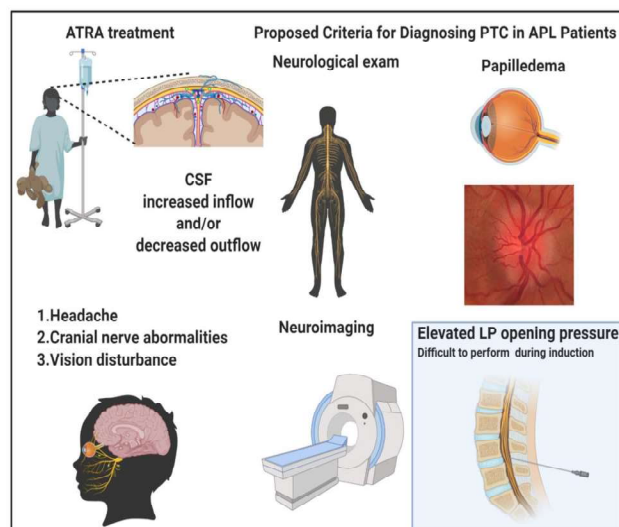 ATRA treatment
CSF
increased inflow
and/or
decreased outflow
1.Headache
2.Cranial nerve abormalities
3.Vision disturbance
Proposed Criteria for Diagnosing PTC in APL Patients
Neurological exam
Papilledema
Neuroimaging
Elevated LP opening pressure
Difficult to perform during induction